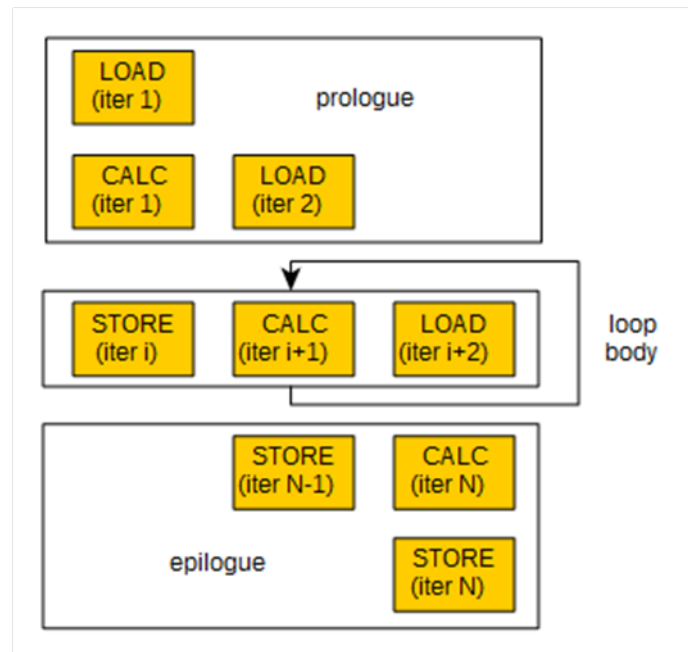 LOAD
(iter 1)
prologue
CALC
(iter 1)
LOAD
(iter 2)
STORE
(iter i)
CALC
(iter i+1)
LOAD
(iter i+2)
loop
body
STORE
(iter N-1)
CALC
(iter N)
epilogue
STORE
(iter N)